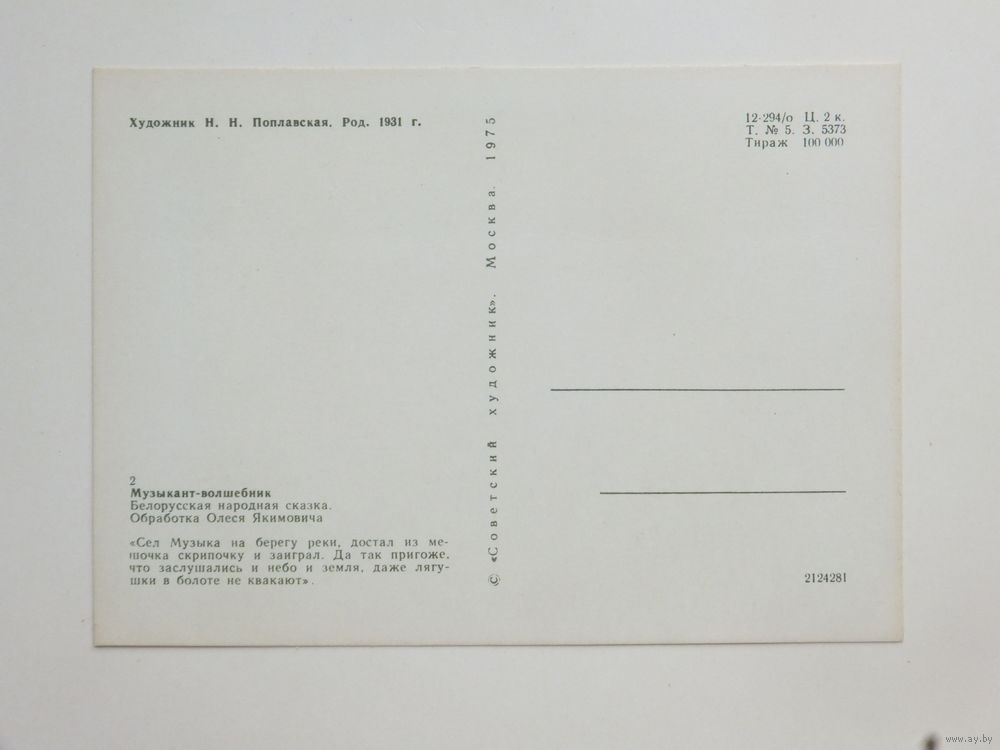 Художник Н. Н. Поплавская. Род. 1931 г.
2
Музыкант-волшебник
Белорусская народная сказка.
Обработка Олеся Якимовича
«Сел Музыка на берегу реки, достал из ме-
шочка скрипочку и заиграл. Да так пригоже,
что заслушались и небо и земля, даже лягу-
шки в болоте не квакают».
© «Советский художник». Москва. 1975
12-294/о Ц. 2 к.
Т. № 5. З. 5373
Тираж 100 000
2124281
www.ay.by